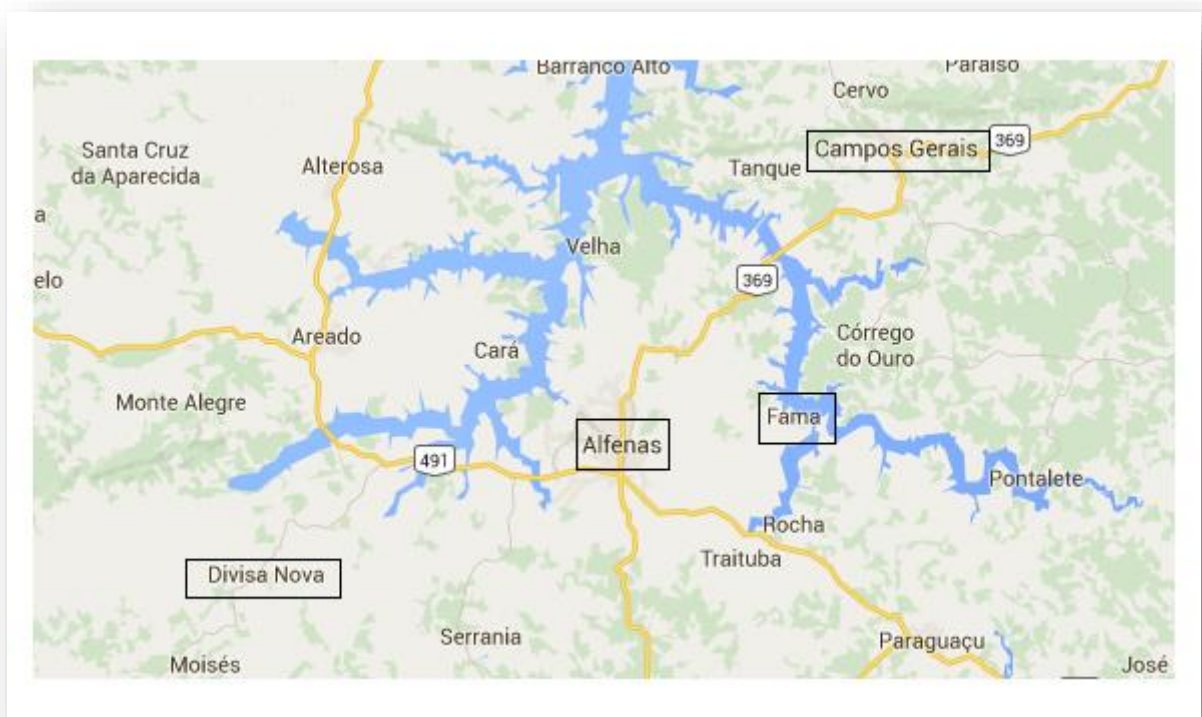 Barranco Alto
Paraíso
Cervo
Santa Cruz
da Aparecida
Alterosa
Tanque
Campos Gerais
369
a
Velha
elo
369
Areado
Cará
Córrego
do Ouro
Monte Alegre
Fama
Alfenas
491
Pontalete
Rocha
Traituba
Divisa Nova
Serrania
Paraguaçu
Moisés
José